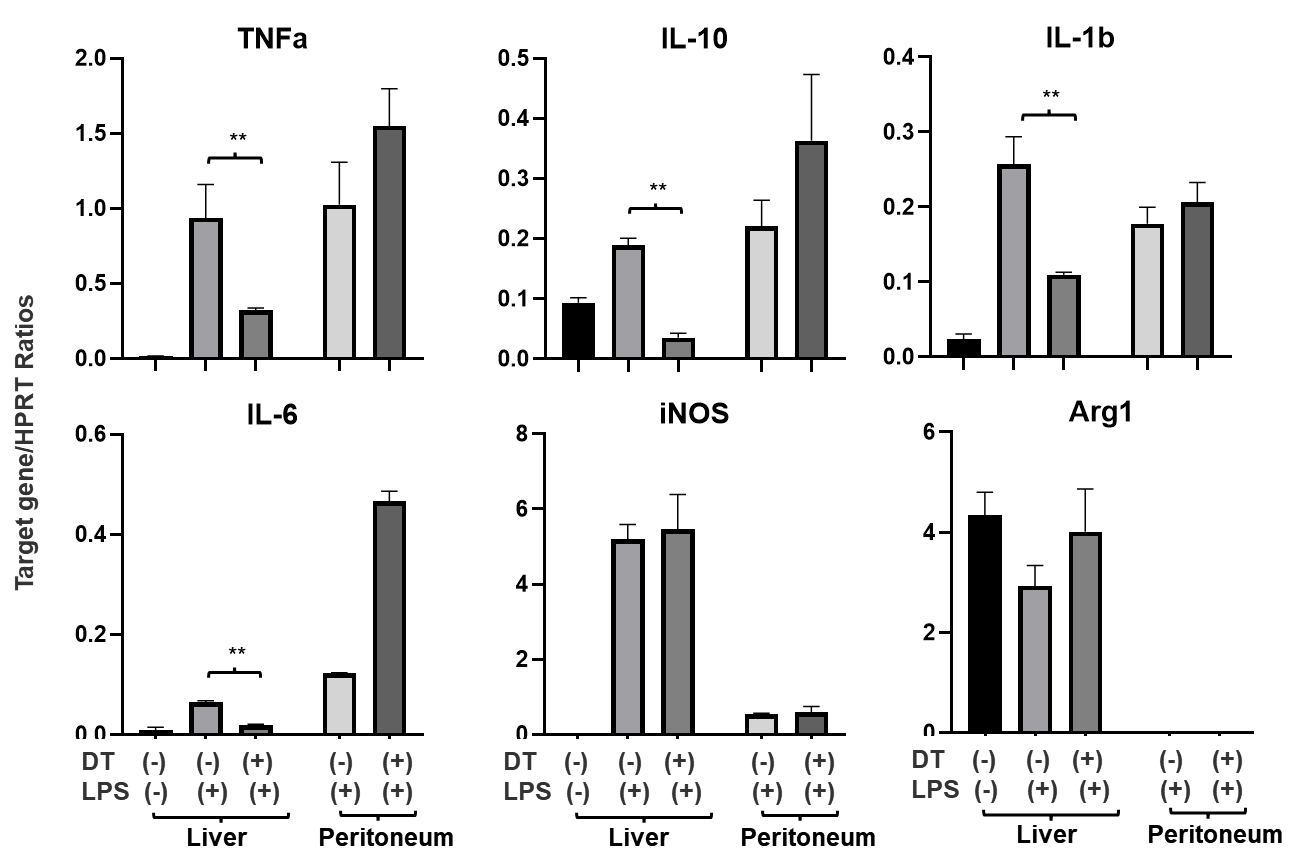 TNFa
2.0
1.5
1.0
0.5
0.0
**
IL-10
0.5
0.4
0.3
0.2
0.1
0.0
**
IL-1b
0.4
0.3
0.2
0.1
0.0
**
Target gene/HPRT Ratios
IL-6
0.6
0.4
0.2
0.0
**
iNOS
8
6
4
2
0
Arg1
6
4
2
0
DT (-) (-) (+) (-) (+)
LPS (-) (+) (+) (+) (+)
Liver Peritoneum
DT (-) (-) (+) (-) (+)
LPS (-) (+) (+) (+) (+)
Liver Peritoneum
DT (-) (-) (+) (-) (+)
LPS (-) (+) (+) (+) (+)
Liver Peritoneum